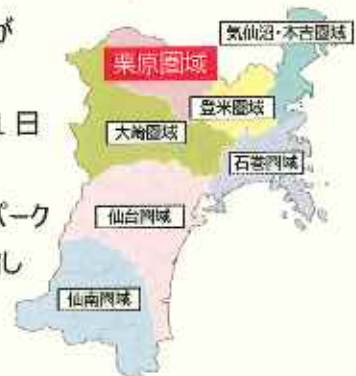 が
気仙沼・本吉圏域
栗原圏域
登米圏域
1日
大崎圏域
石巻圏域
パーク
仙台圏域
し
仙南圏域